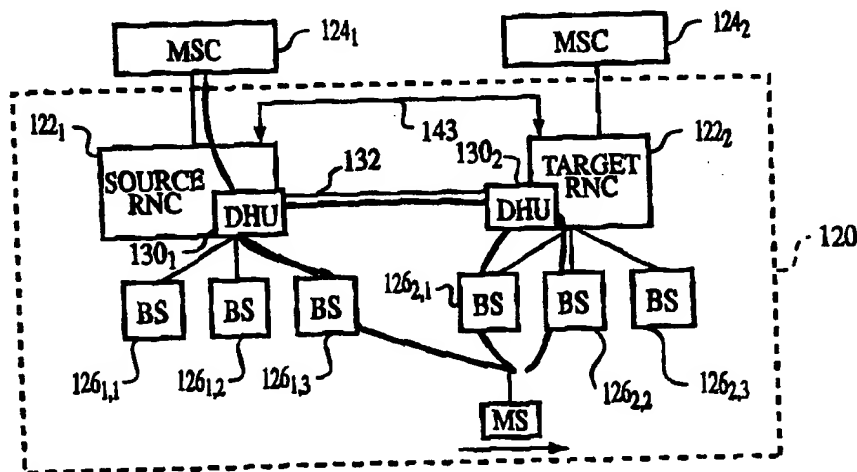 MSC
124₁
MSC
124₂
122₁
143
122₂
SOURCE
RNC
132
130₂
TARGET
RNC
DHU
DHU
120
130₁
BS
BS
BS
126₂,₁
BS
BS
BS
126₁,₁
126₁,₂
126₁,₃
126₂,₂
126₂,₃
MS